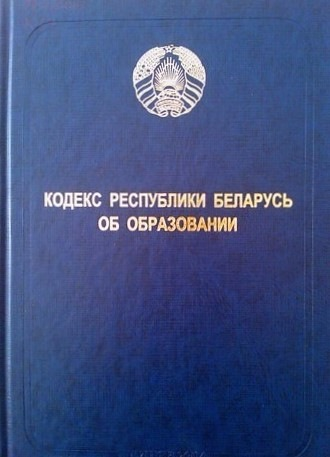 КОДЕКС РЕСПУБЛИКИ БЕЛАРУСЬ
ОБ ОБРАЗОВАНИИ